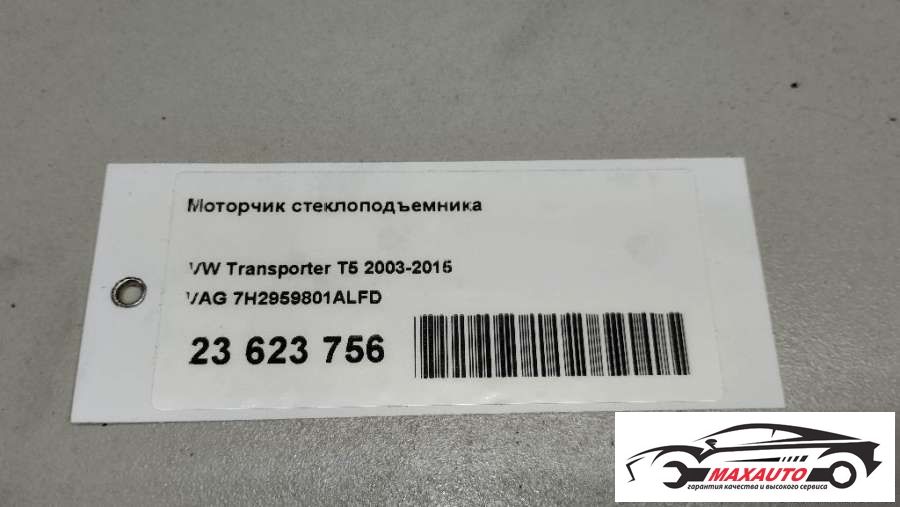 Моторчик стеклоподъемника
VW Transporter T5 2003-2015
VAG 7H2959801ALFD
23 623 756
MAXAUTO
гарантия качества и высокого сервиса